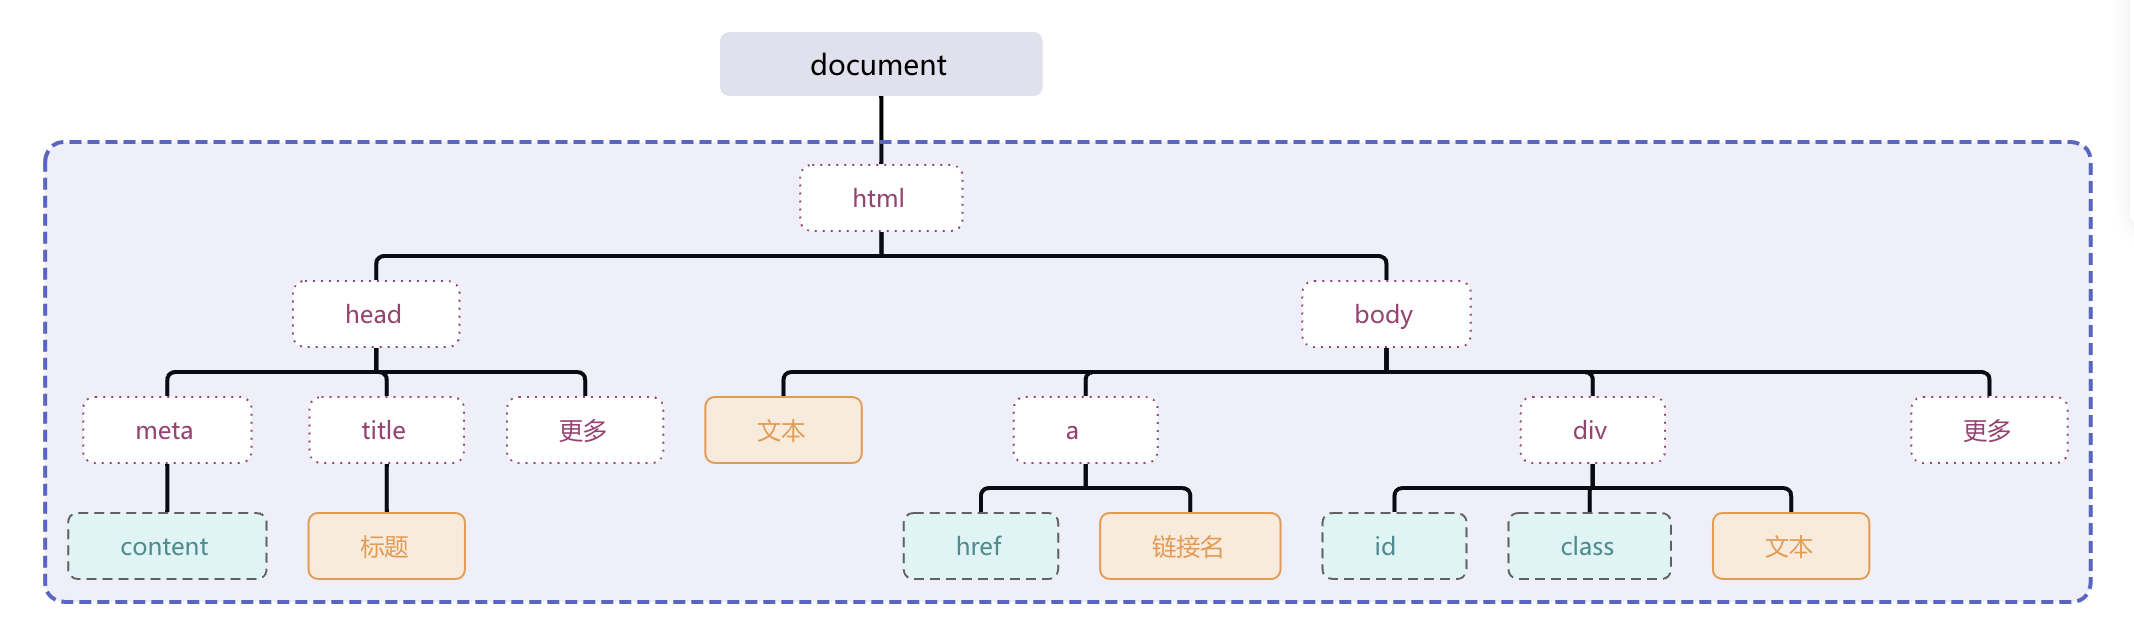 document
html
head
body
meta
title
更多
文本
a
div
更多
content
标题
href
链接名
id
class
文本